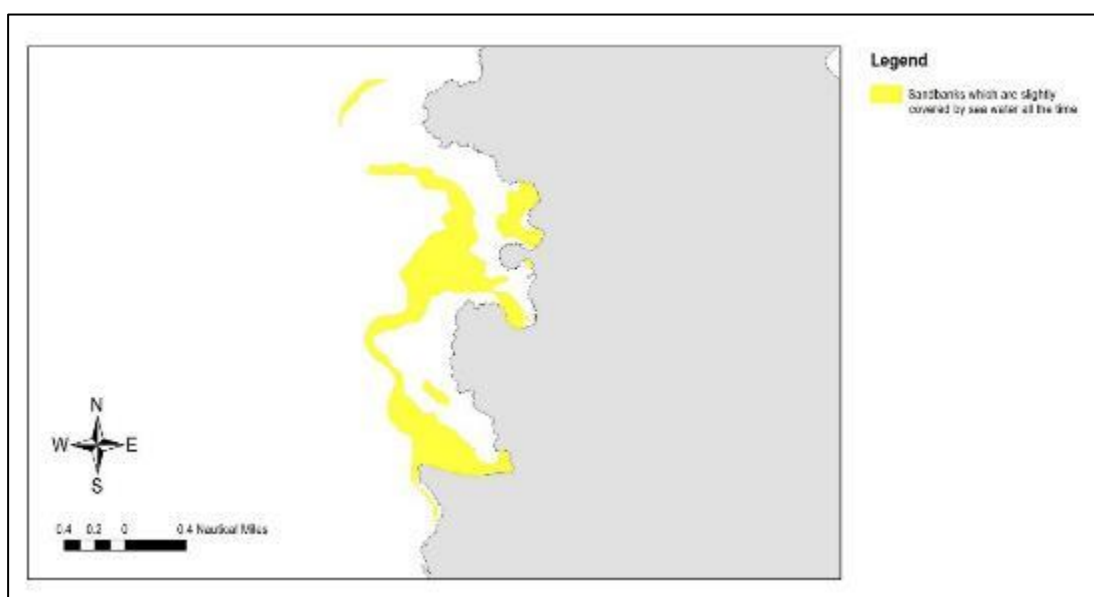 Legend
Sandbanks which are slightly
covered by sea water all the time
N
W E
S
0.4 0.2 0 0.4 Nautical Miles